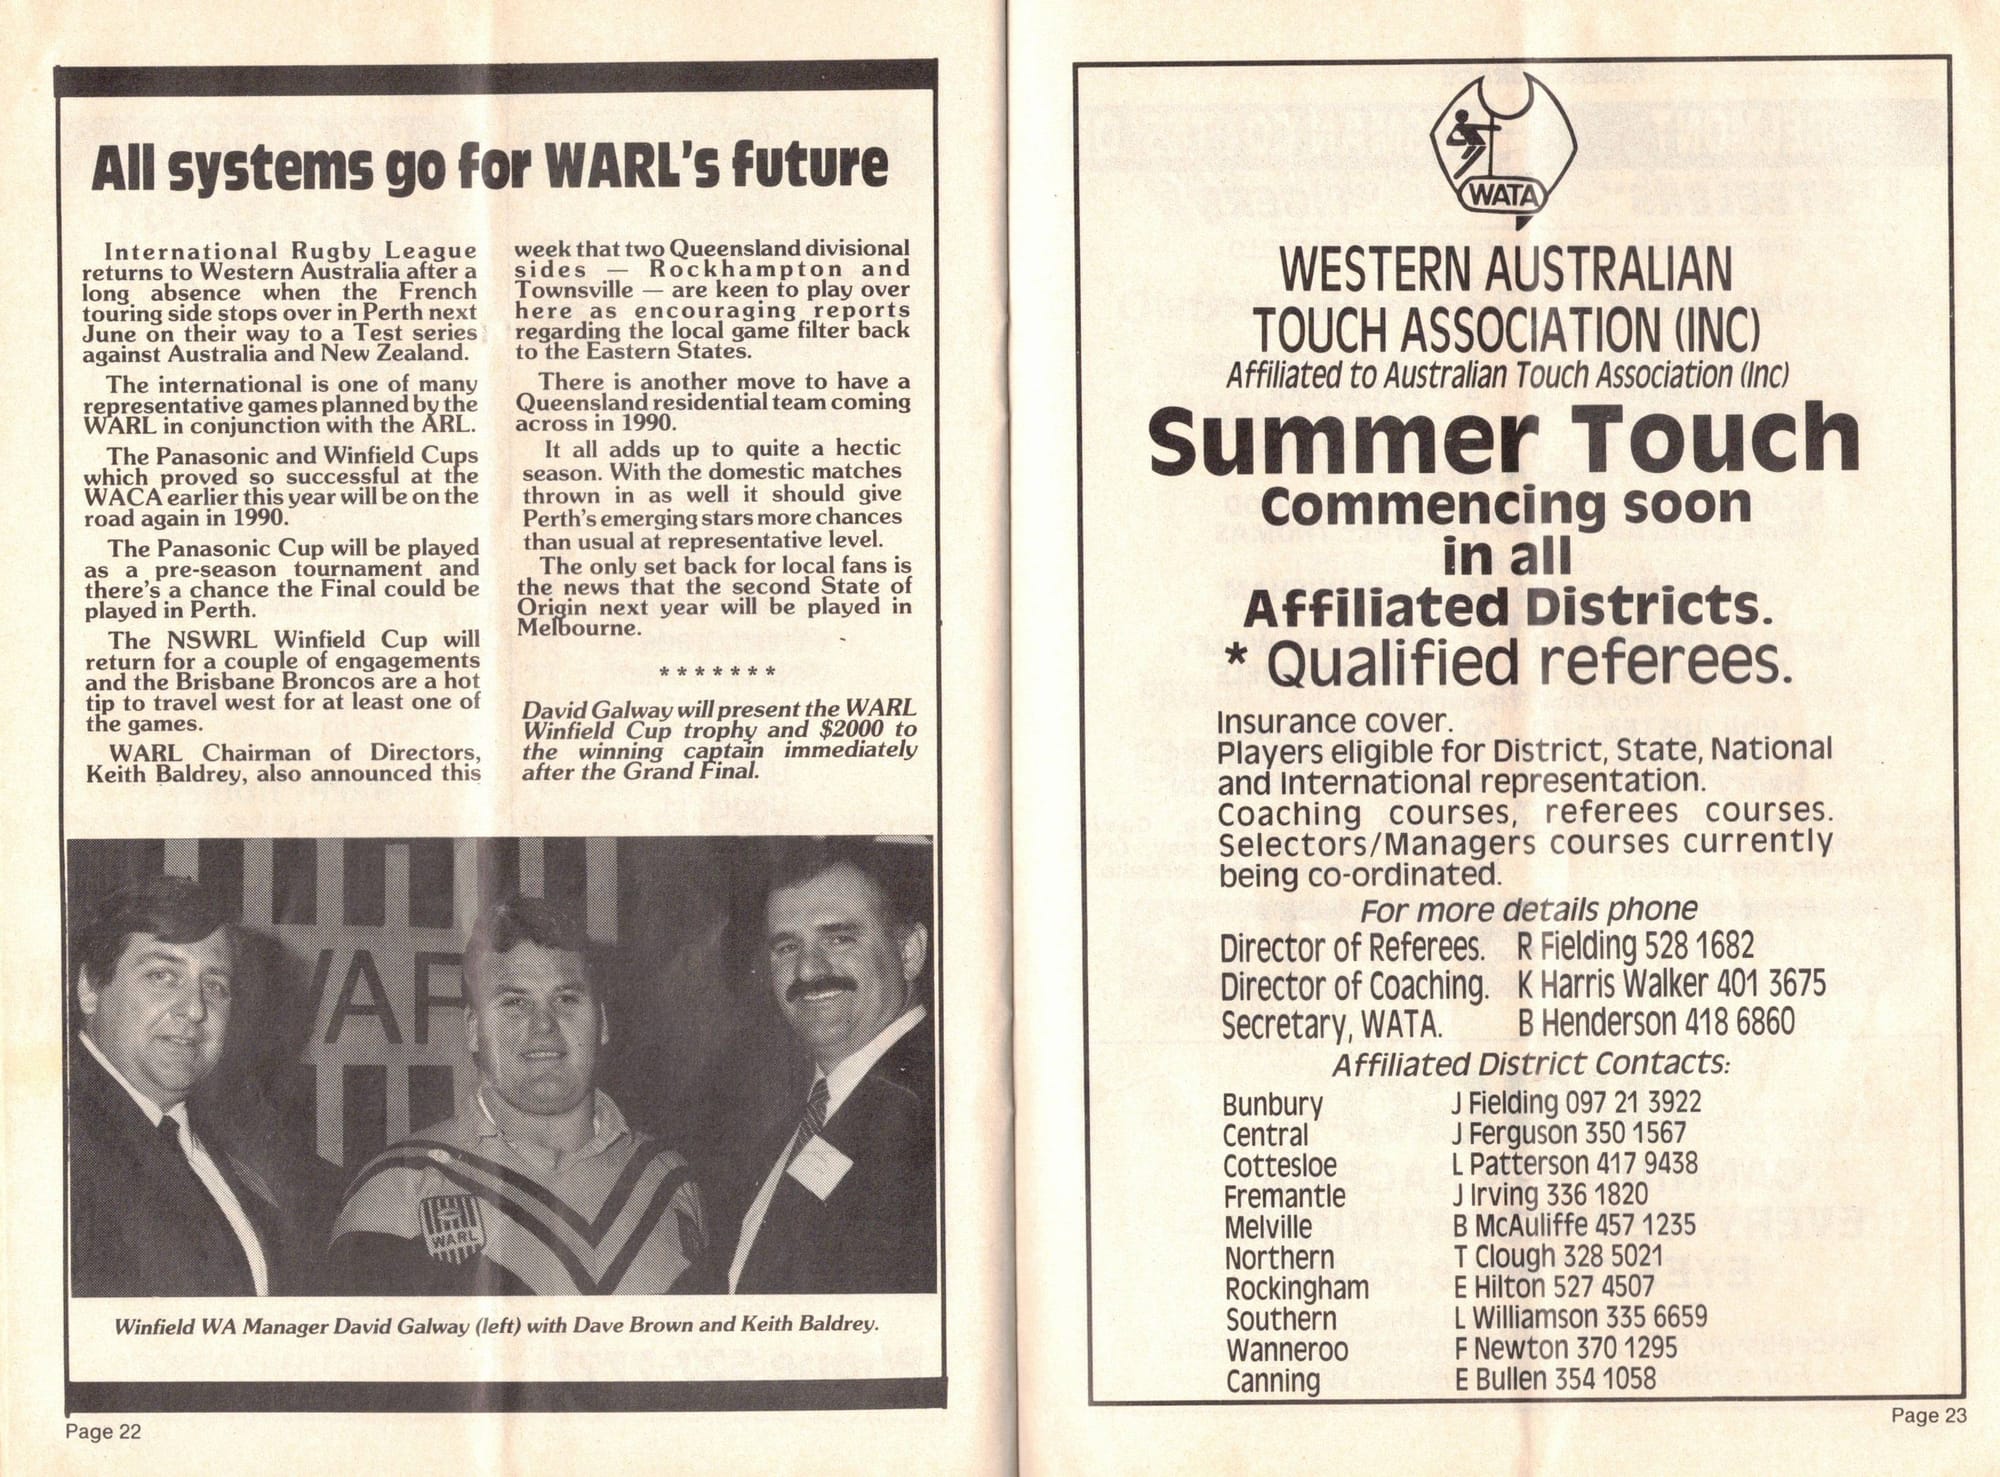 All systems go for WARL's future
International Rugby League
returns to Western Australia after a
long absence when the French
touring side stops over in Perth next
June on their way to a Test series
against Australia and New Zealand.
The international is one of many
representative games planned by the
WARL in conjunction with the ARL.
The Panasonic and Winfield Cups
which proved so successful at the
WACA earlier this year will be on the
road again in 1990.
The Panasonic Cup will be played
as a pre-season tournament and
there's a chance the Final could be
played in Perth.
The NSWRL Winfield Cup will
return for a couple of engagements
and the Brisbane Broncos are a hot
tip to travel west for at least one of
the games.
WARL Chairman of Directors,
Keith Baldrey, also announced this
week that two Queensland divisional
sides — Rockhampton and
Townsville — are keen to play over
here as encouraging reports
regarding the local game filter back
to the Eastern States.
There is another move to have a
Queensland residential team coming
across in 1990.
It all adds up to quite a hectic
season. With the domestic matches
thrown in as well it should give
Perth's emerging stars more chances
than usual at representative level.
The only set back for local fans is
the news that the second State of
Origin next year will be played in
Melbourne.
*******
David Galway will present the WARL
Winfield Cup trophy and $2000 to
the winning captain immediately
after the Grand Final.
WARL
Winfield WA Manager David Galway (left) with Dave Brown and Keith Baldrey.
Page 22
WATA
WESTERN AUSTRALIAN
TOUCH ASSOCIATION (INC)
Affiliated to Australian Touch Association (Inc)
Summer Touch
Commencing soon
in all
Affiliated Districts.
* Qualified referees.
Insurance cover.
Players eligible for District, State, National
and International representation.
Coaching courses, referees courses.
Selectors/Managers courses currently
being co-ordinated.
For more details phone
Director of Referees. R Fielding 528 1682
Director of Coaching. K Harris Walker 401 3675
Secretary, WATA. B Henderson 418 6860
Affiliated District Contacts:
Bunbury J Fielding 097 21 3922
Central J Ferguson 350 1567
Cottesloe L Patterson 417 9438
Fremantle J Irving 336 1820
Melville B McAuliffe 457 1235
Northern T Clough 328 5021
Rockingham E Hilton 527 4507
Southern L Williamson 335 6659
Wanneroo F Newton 370 1295
Canning E Bullen 354 1058
Page 23